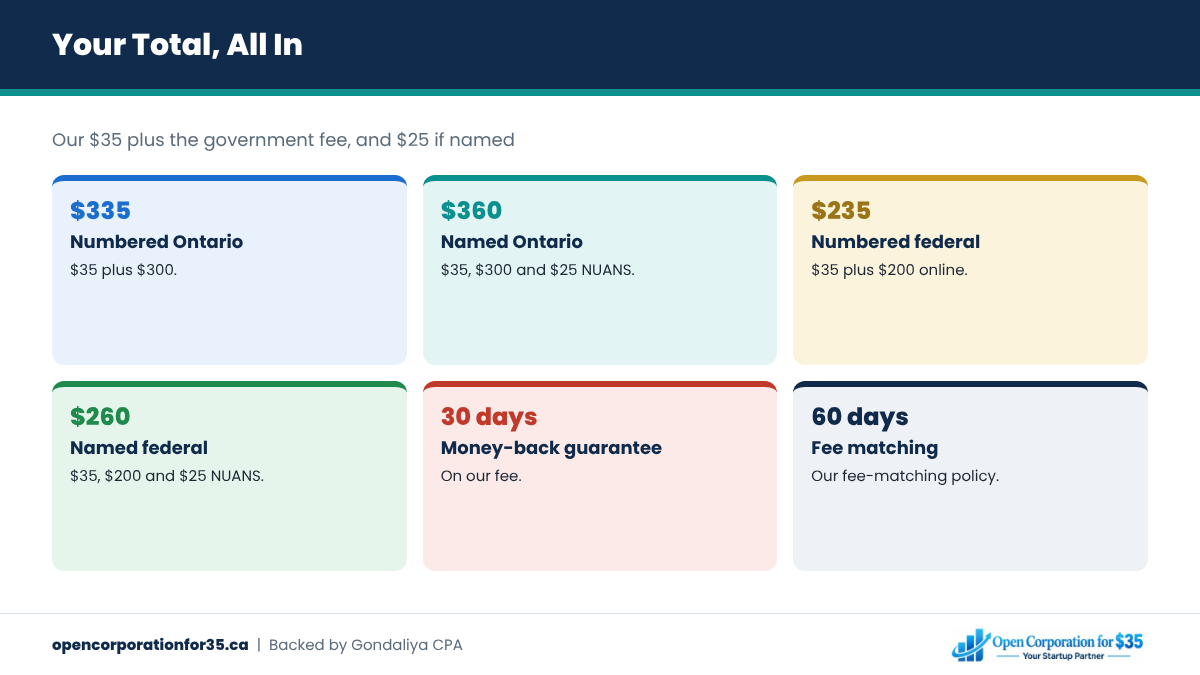 Your Total, All In
Our $35 plus the government fee, and $25 if named
$335
Numbered Ontario
$35 plus $300.
$360
Named Ontario
$35, $300 and $25 NUANS.
$235
Numbered federal
$35 plus $200 online.
$260
Named federal
$35, $200 and $25 NUANS.
30 days
Money-back guarantee
On our fee.
60 days
Fee matching
Our fee-matching policy.
opencorporationfor35.ca | Backed by Gondaliya CPA
Open Corporation for $35
Your Startup Partner